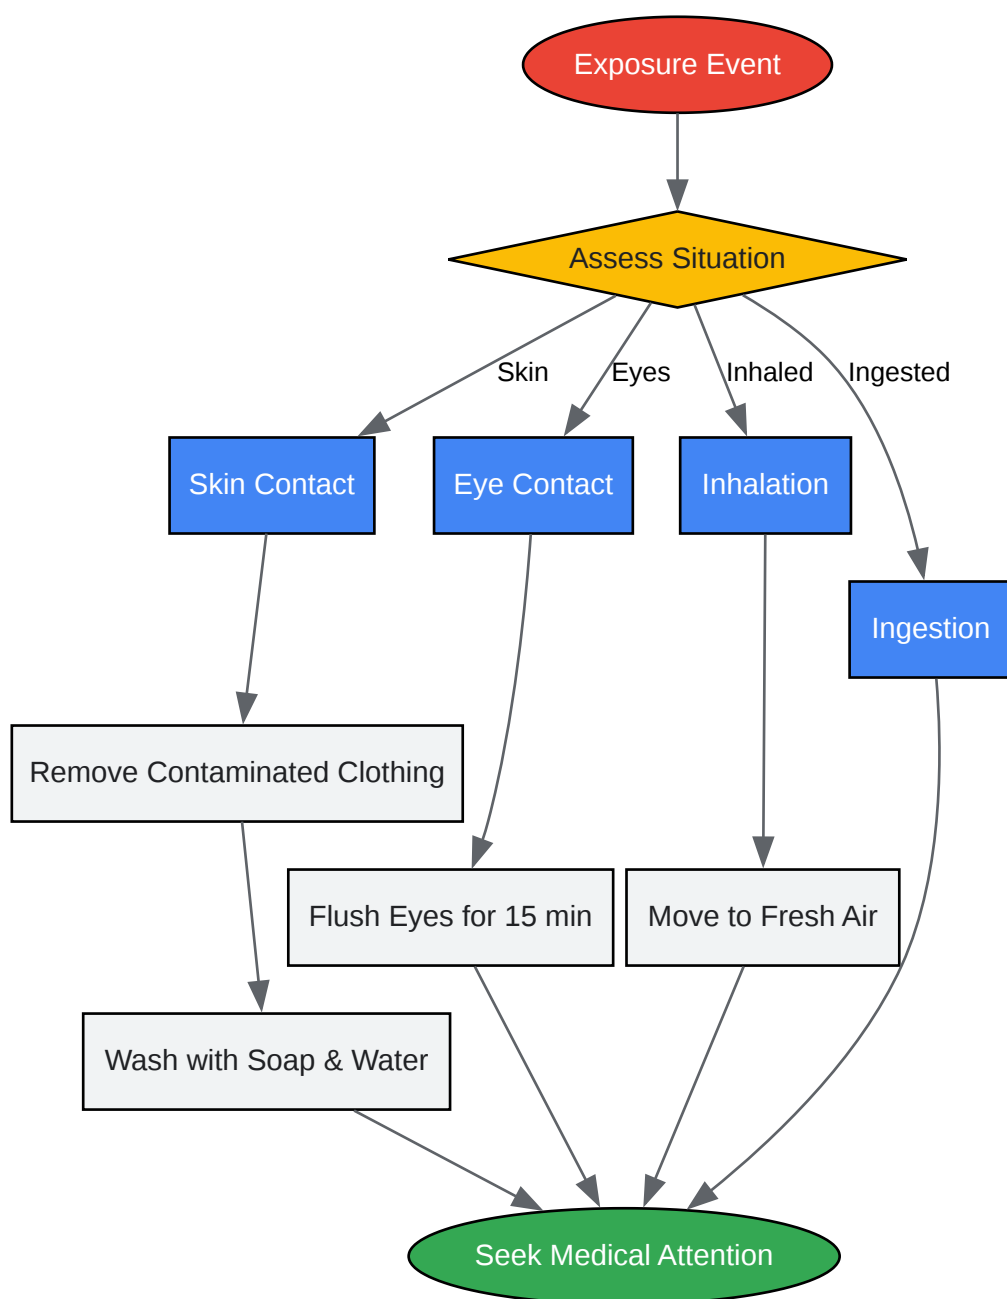 Exposure Event
Assess Situation
Skin
Eyes
Inhaled
Ingested
Skin Contact
Eye Contact
Inhalation
Ingestion
Remove Contaminated Clothing
Flush Eyes for 15 min
Move to Fresh Air
Wash with Soap & Water
Seek Medical Attention